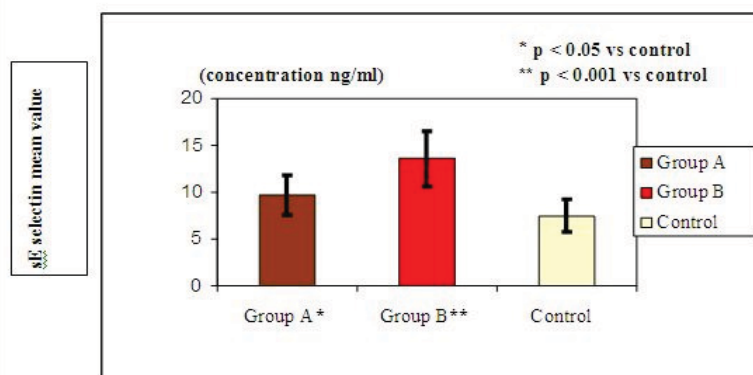 * p < 0.05 vs control
(concentration ng/ml)
** p < 0.001 vs control
sE selectin mean value
20
15
10
5
0
Group A
Group B
Control
Group A* Group B** Control